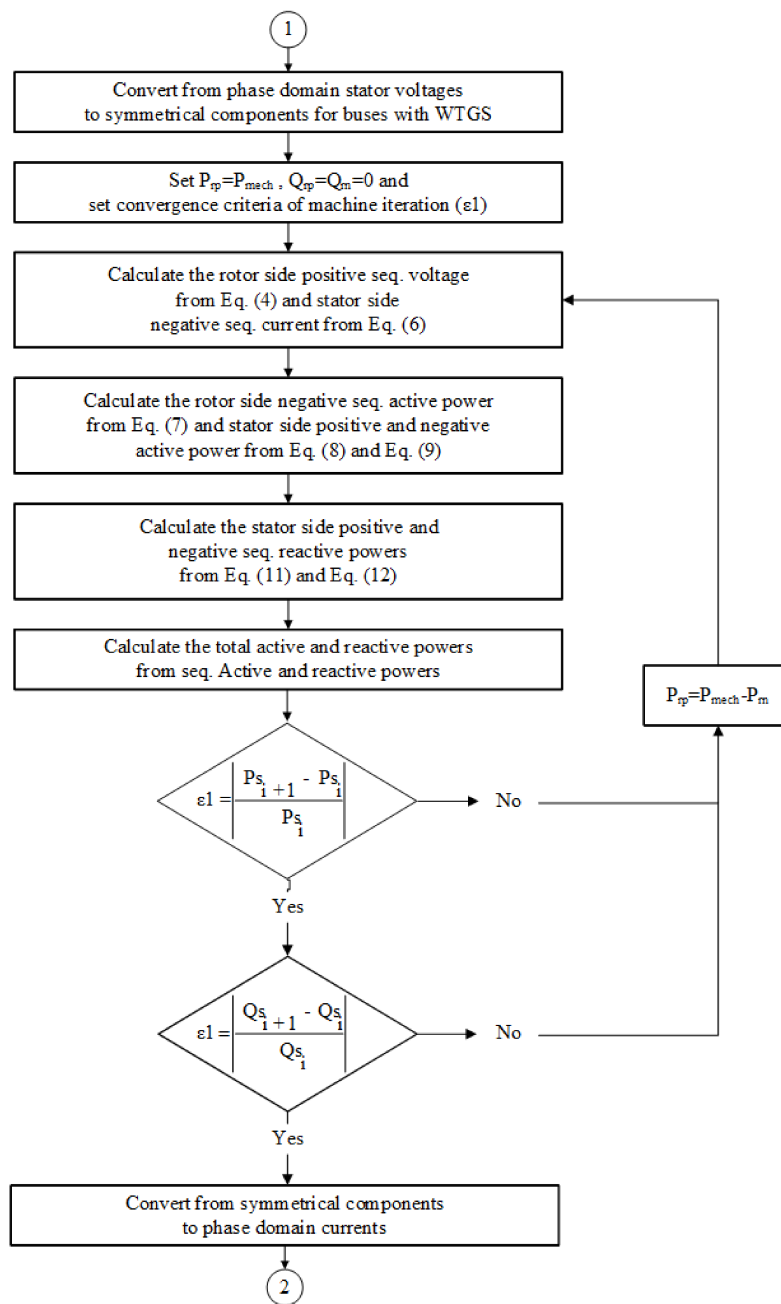 1
Convert from phase domain stator voltages
to symmetrical components for buses with WTGS
Set Prp=Pmech , Qrp=Qrn=0 and
set convergence criteria of machine iteration (ε1)
Calculate the rotor side positive seq. voltage
from Eq. (4) and stator side
negative seq. current from Eq. (6)
Calculate the rotor side negative seq. active power
from Eq. (7) and stator side positive and negative
active power from Eq. (8) and Eq. (9)
Calculate the stator side positive and
negative seq. reactive powers
from Eq. (11) and Eq. (12)
Calculate the total active and reactive powers
from seq. Active and reactive powers
Prp=Pmech-Prn
ε1 = |(Ps,i+1 - Ps,i) / Ps,i|
No
Yes
ε1 = |(Qs,i+1 - Qs,i) / Qs,i|
No
Yes
Convert from symmetrical components
to phase domain currents
2